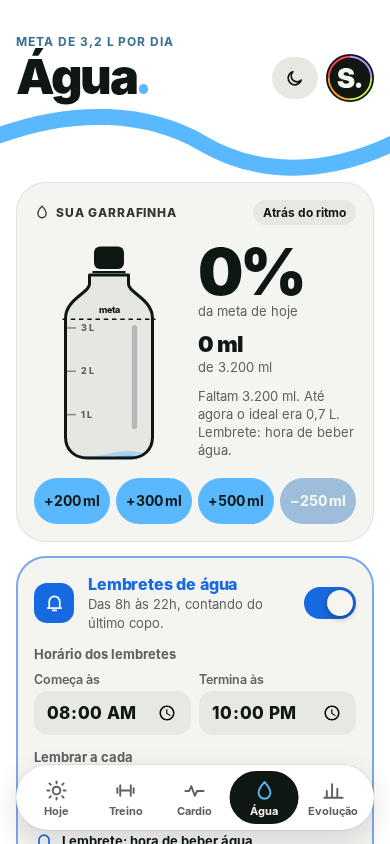 META DE 3,2 L POR DIA
Água.
S.
SUA GARRAFINHA
Atrás do ritmo
meta
3 L
2 L
1 L
0%
da meta de hoje
0 ml
de 3.200 ml
Faltam 3.200 ml. Até
agora o ideal era 0,7 L.
Lembrete: hora de beber
água.
+200 ml
+300 ml
+500 ml
−250 ml
Lembretes de água
Das 8h às 22h, contando do
último copo.
Horário dos lembretes
Começa às
Termina às
08:00 AM
10:00 PM
Lembrar a cada
Hoje
Treino
Cardio
Água
Evolução
Lembrete: hora de beber água